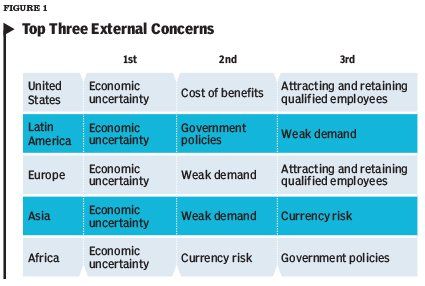 FIGURE 1
Top Three External Concerns
1st 2nd 3rd
United States Economic uncertainty Cost of benefits Attracting and retaining qualified employees
Latin America Economic uncertainty Government policies Weak demand
Europe Economic uncertainty Weak demand Attracting and retaining qualified employees
Asia Economic uncertainty Weak demand Currency risk
Africa Economic uncertainty Currency risk Government policies